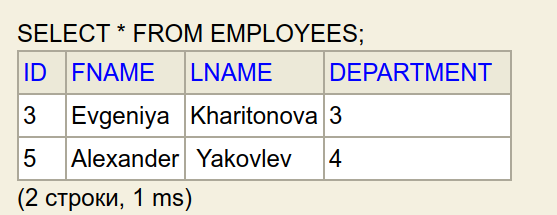 SELECT * FROM EMPLOYEES;
ID FNAME LNAME DEPARTMENT
3 Evgeniya Kharitonova 3
5 Alexander Yakovlev 4
(2 строки, 1 ms)